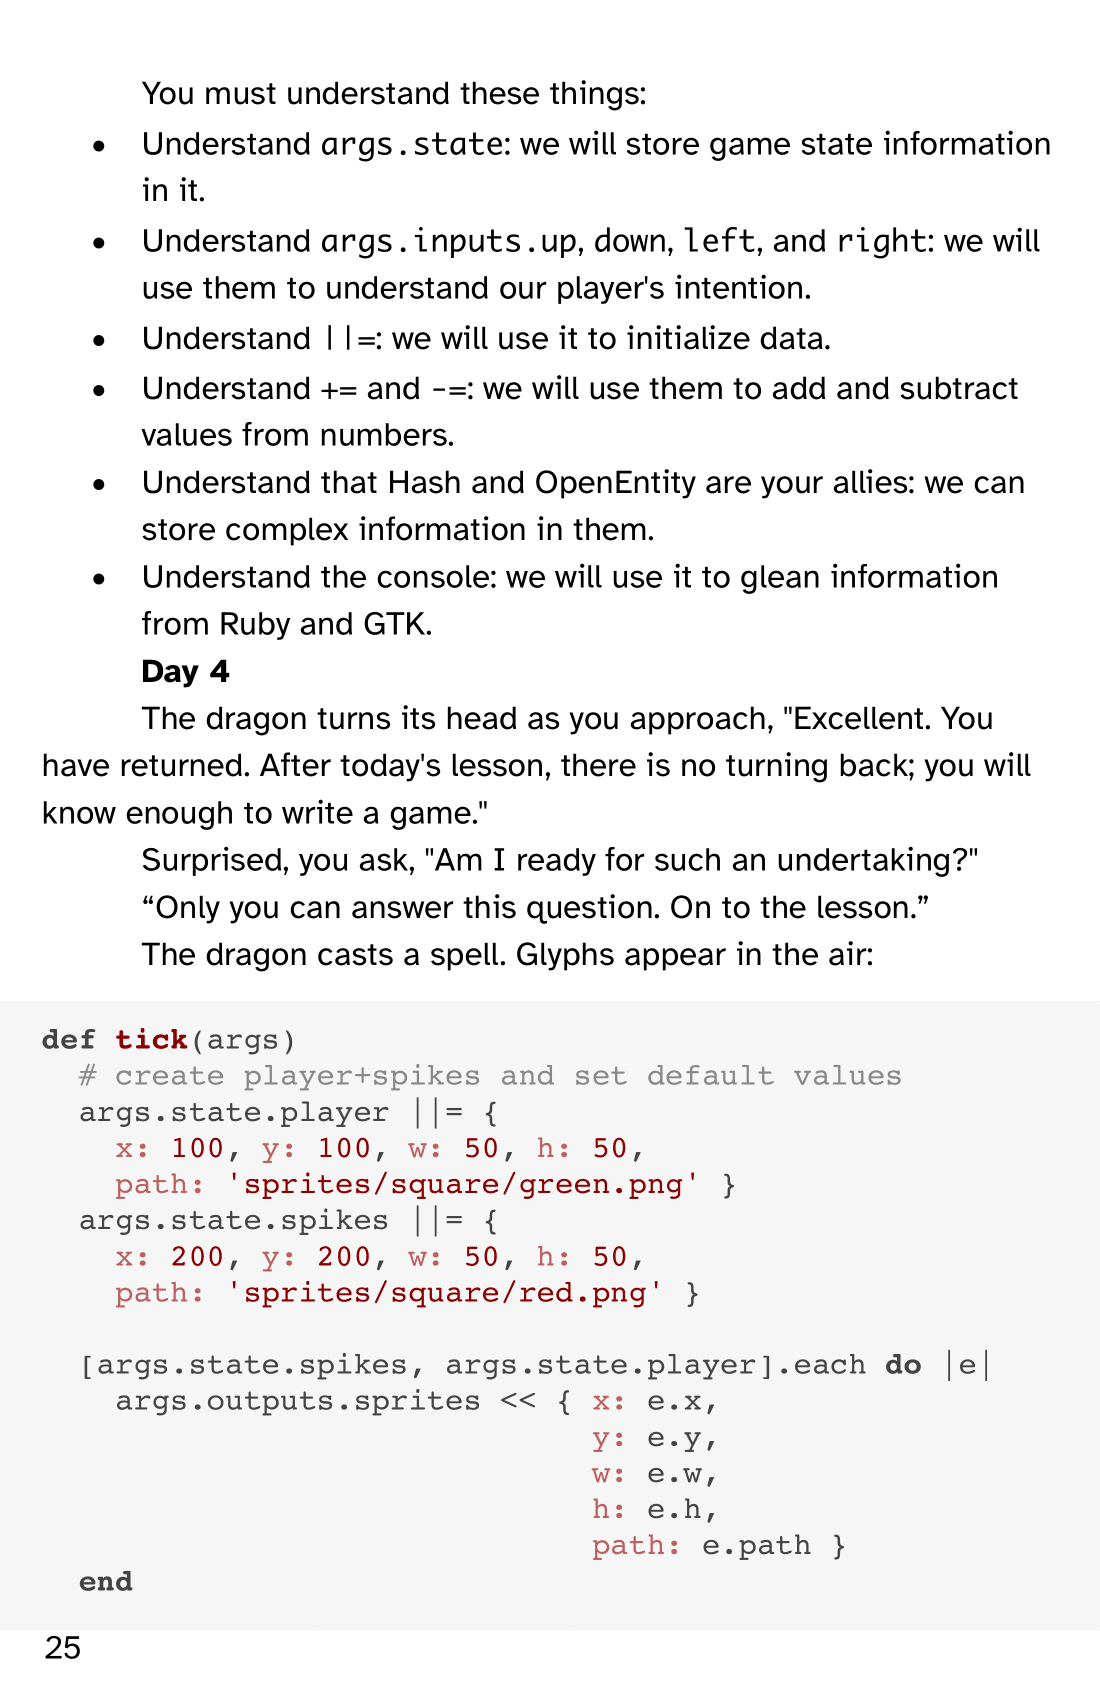 You must understand these things:
• Understand args.state: we will store game state information
in it.
• Understand args.inputs.up, down, left, and right: we will
use them to understand our player's intention.
• Understand ||=: we will use it to initialize data.
• Understand += and -=: we will use them to add and subtract
values from numbers.
• Understand that Hash and OpenEntity are your allies: we can
store complex information in them.
• Understand the console: we will use it to glean information
from Ruby and GTK.
Day 4
The dragon turns its head as you approach, "Excellent. You
have returned. After today's lesson, there is no turning back; you will
know enough to write a game."
Surprised, you ask, "Am I ready for such an undertaking?"
“Only you can answer this question. On to the lesson.”
The dragon casts a spell. Glyphs appear in the air:
def tick(args)
  # create player+spikes and set default values
  args.state.player ||= {
    x: 100, y: 100, w: 50, h: 50,
    path: 'sprites/square/green.png' }
  args.state.spikes ||= {
    x: 200, y: 200, w: 50, h: 50,
    path: 'sprites/square/red.png' }

  [args.state.spikes, args.state.player].each do |e|
    args.outputs.sprites << { x: e.x,
                              y: e.y,
                              w: e.w,
                              h: e.h,
                              path: e.path }
  end
25